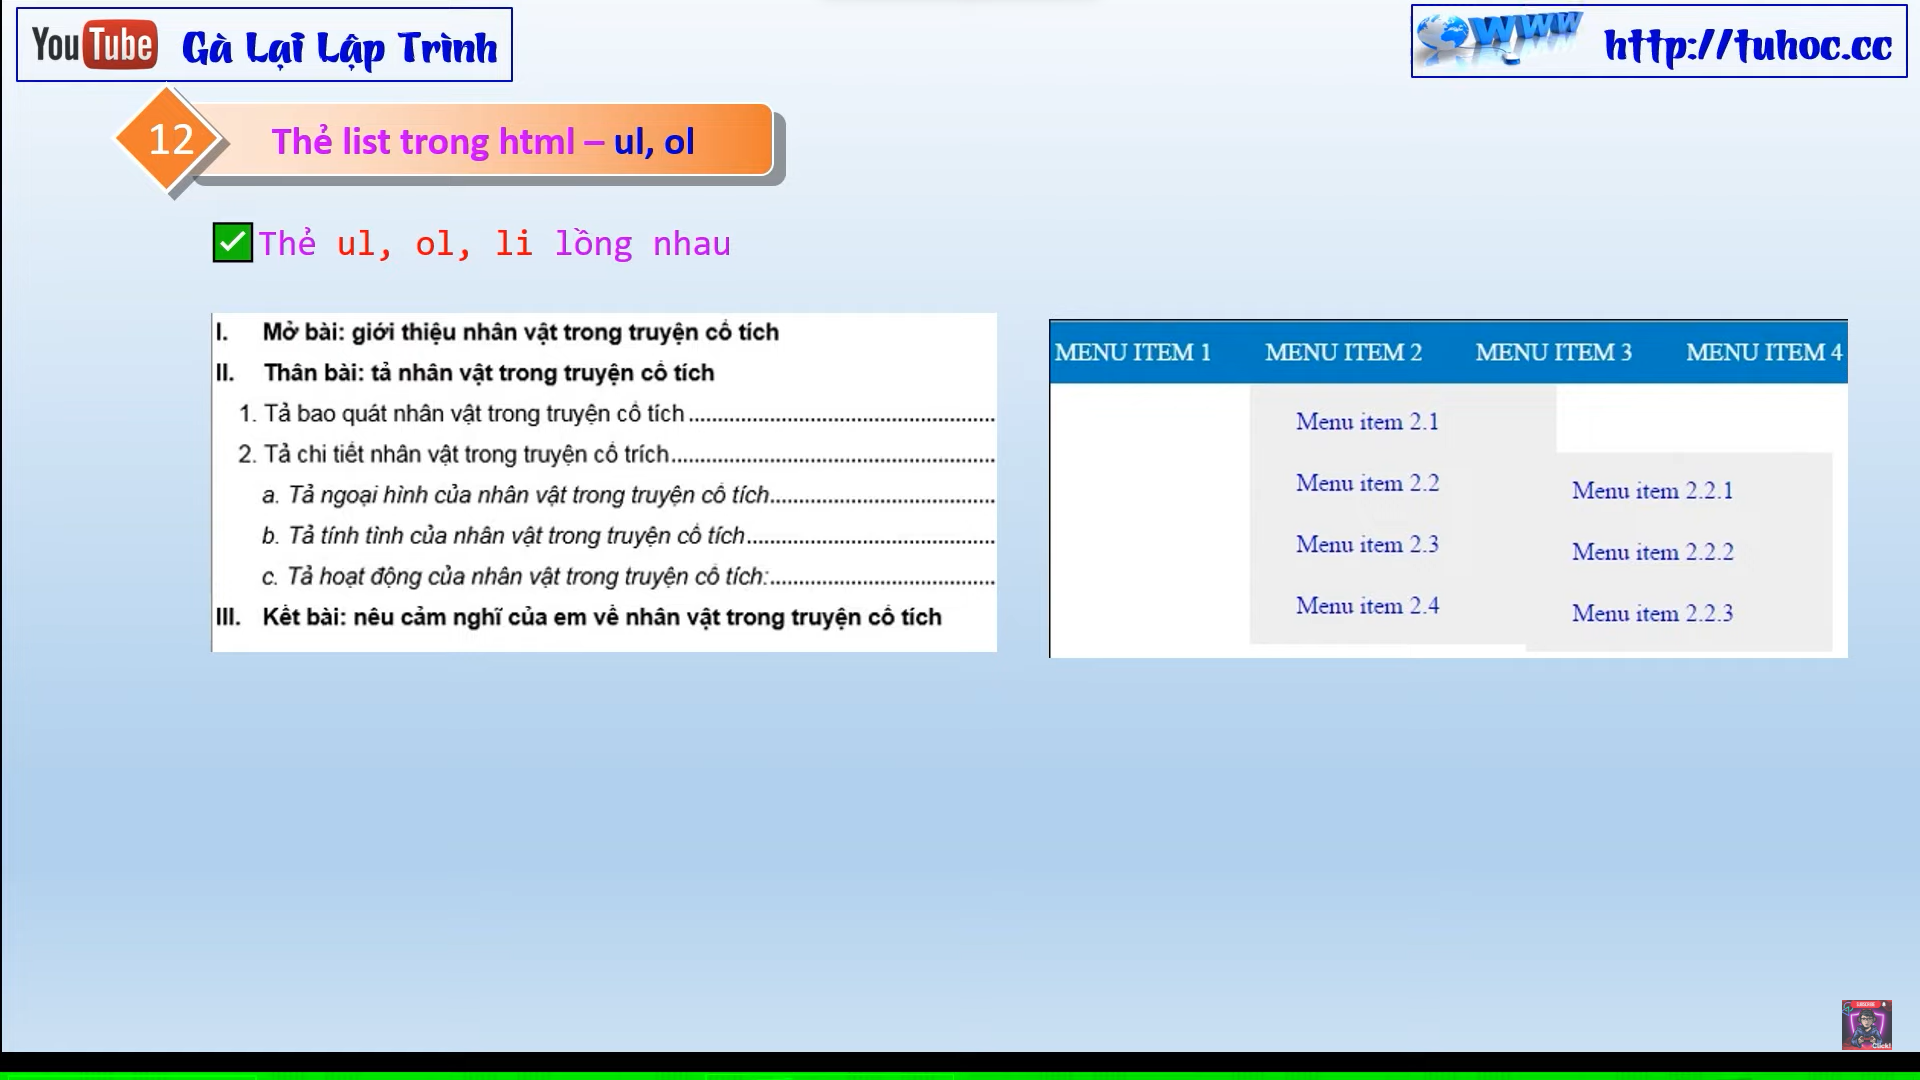 YouTube Gà Lại Lập Trình
WWW http://tuhoc.cc
12 Thẻ list trong html – ul, ol
Thẻ ul, ol, li lồng nhau
I. Mở bài: giới thiệu nhân vật trong truyện cổ tích
II. Thân bài: tả nhân vật trong truyện cổ tích
1. Tả bao quát nhân vật trong truyện cổ tích
2. Tả chi tiết nhân vật trong truyện cổ trích
a. Tả ngoại hình của nhân vật trong truyện cổ tích
b. Tả tính tình của nhân vật trong truyện cổ tích
c. Tả hoạt động của nhân vật trong truyện cổ tích:
III. Kết bài: nêu cảm nghĩ của em về nhân vật trong truyện cổ tích
MENU ITEM 1 MENU ITEM 2 MENU ITEM 3 MENU ITEM 4
Menu item 2.1
Menu item 2.2
Menu item 2.3
Menu item 2.4
Menu item 2.2.1
Menu item 2.2.2
Menu item 2.2.3
SUBSCRIBE
Click!